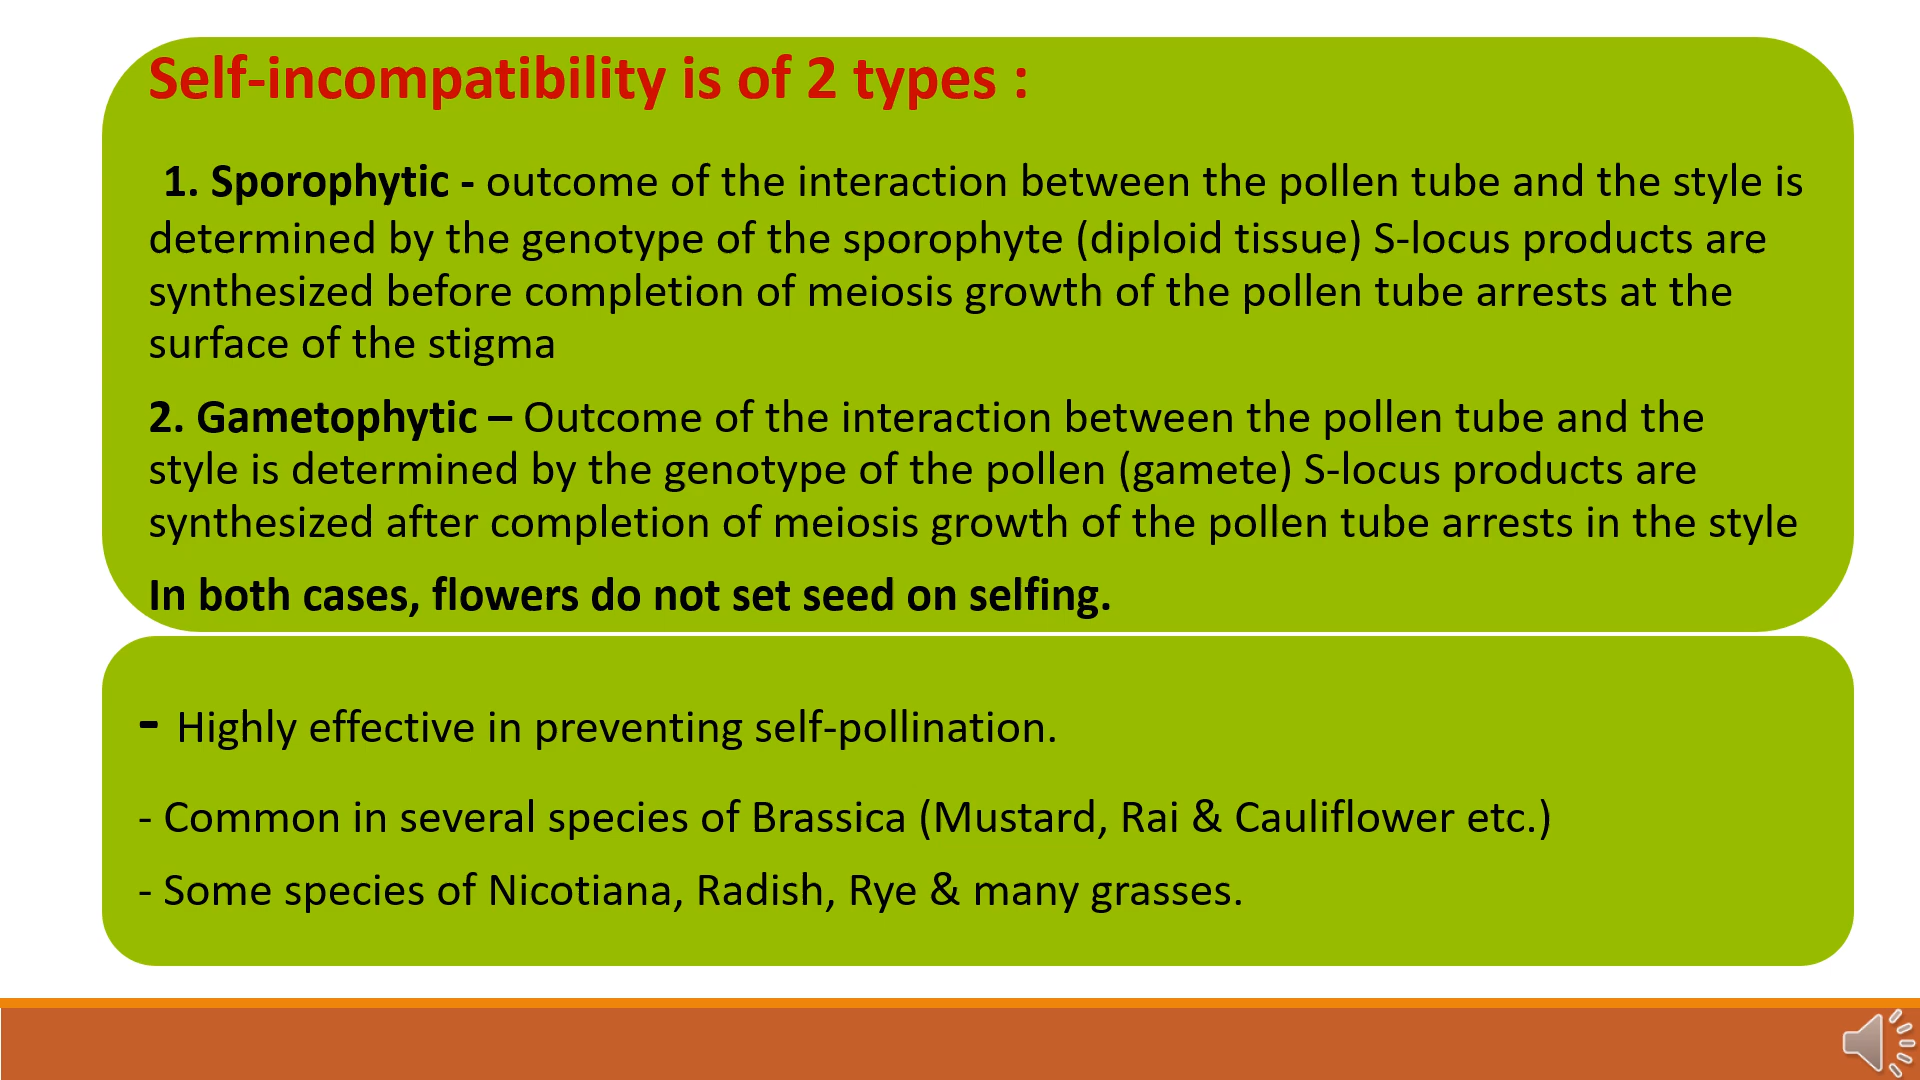 Self-incompatibility is of 2 types :
1. Sporophytic - outcome of the interaction between the pollen tube and the style is
determined by the genotype of the sporophyte (diploid tissue) S-locus products are
synthesized before completion of meiosis growth of the pollen tube arrests at the
surface of the stigma
2. Gametophytic – Outcome of the interaction between the pollen tube and the
style is determined by the genotype of the pollen (gamete) S-locus products are
synthesized after completion of meiosis growth of the pollen tube arrests in the style
In both cases, flowers do not set seed on selfing.
- Highly effective in preventing self-pollination.
- Common in several species of Brassica (Mustard, Rai & Cauliflower etc.)
- Some species of Nicotiana, Radish, Rye & many grasses.